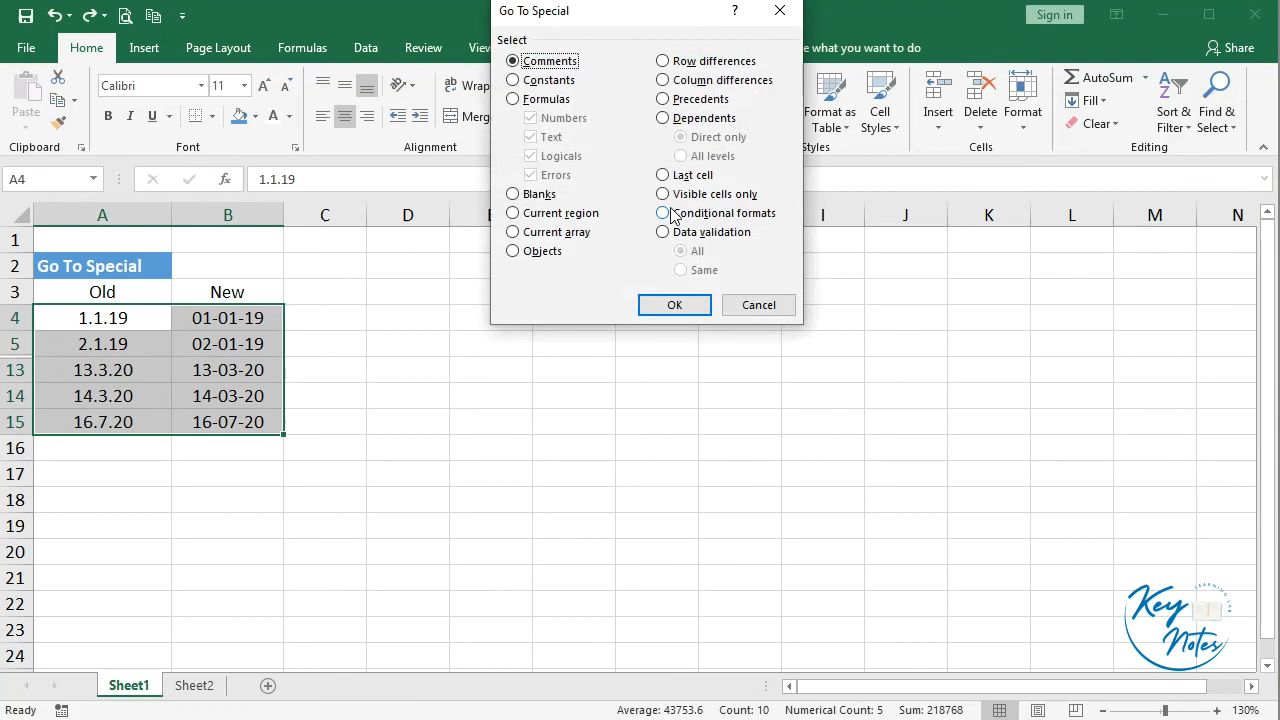 Go To Special
?
Sign in
File
Home
Insert
Page Layout
Formulas
Data
Review
e what you want to do
Share
Select
Comments
Constants
Formulas
Numbers
Text
Logicals
Errors
Blanks
Current region
Current array
Objects
Row differences
Column differences
Precedents
Dependents
Direct only
All levels
Last cell
Visible cells only
Conditional formats
Data validation
All
Same
OK
Cancel
Paste
Clipboard
Calibri
11
B I U
A
Font
Wrap
Merg
Alignment
Format as
Table
Cell
Styles
Styles
Insert
Delete
Format
Cells
AutoSum
Fill
Clear
Sort &
Filter
Find &
Select
Editing
A4
fx
1.1.19
A B C D E I J K L M N
1
2 Go To Special
3 Old New
4 1.1.19 01-01-19
5 2.1.19 02-01-19
13 13.3.20 13-03-20
14 14.3.20 14-03-20
15 16.7.20 16-07-20
16
17
18
19
20
21
22
23
24
LEARNING LAB
Key
Notes
Sheet1
Sheet2
Ready
Average: 43753.6
Count: 10
Numerical Count: 5
Sum: 218768
130%